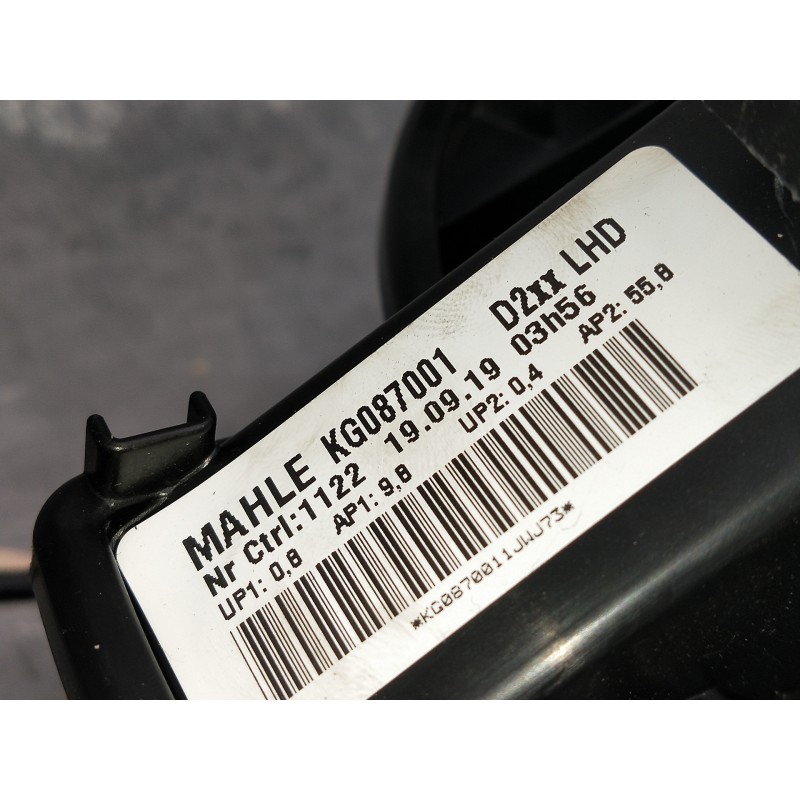 MAHLE KG087001 D2xx LHD
Nr Ctrl:1122 19.09.19 03h56
UP1: 0,8 AP1: 9,8 UP2: 0,4 AP2: 55,8
*KG0870011JWJ73*